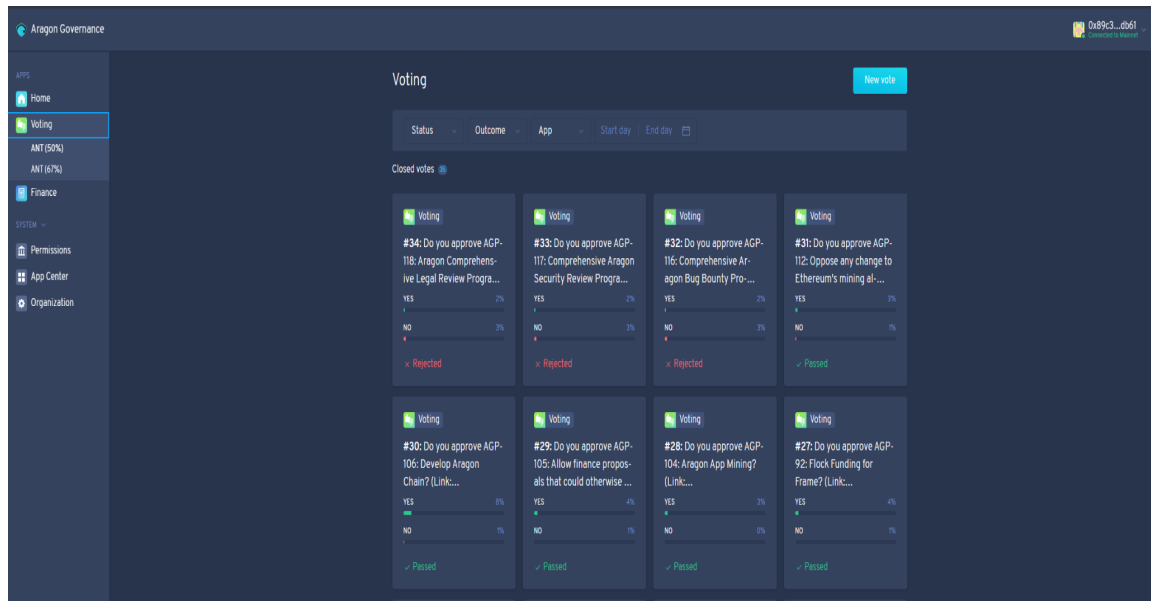 Aragon Governance
0x89c3...db61
Connected to Mainnet
APPS
Home
Voting
ANT (50%)
ANT (67%)
Finance
SYSTEM
Permissions
App Center
Organization
Voting
New vote
Status
Outcome
App
Start day
End day
Closed votes
Voting
#34: Do you approve AGP-
118: Aragon Comprehens-
ive Legal Review Progra...
YES 2%
NO 3%
× Rejected
Voting
#33: Do you approve AGP-
117: Comprehensive Aragon
Security Review Progra...
YES 2%
NO 3%
× Rejected
Voting
#32: Do you approve AGP-
116: Comprehensive Ar-
agon Bug Bounty Pro-...
YES 2%
NO 3%
× Rejected
Voting
#31: Do you approve AGP-
112: Oppose any change to
Ethereum's mining al-...
YES 3%
NO 1%
✓ Passed
Voting
#30: Do you approve AGP-
106: Develop Aragon
Chain? (Link:...
YES 8%
NO 1%
✓ Passed
Voting
#29: Do you approve AGP-
105: Allow finance propos-
als that could otherwise ...
YES 4%
NO 1%
✓ Passed
Voting
#28: Do you approve AGP-
104: Aragon App Mining?
(Link:...
YES 3%
NO 0%
✓ Passed
Voting
#27: Do you approve AGP-
92: Flock Funding for
Frame? (Link:...
YES 4%
NO 1%
✓ Passed